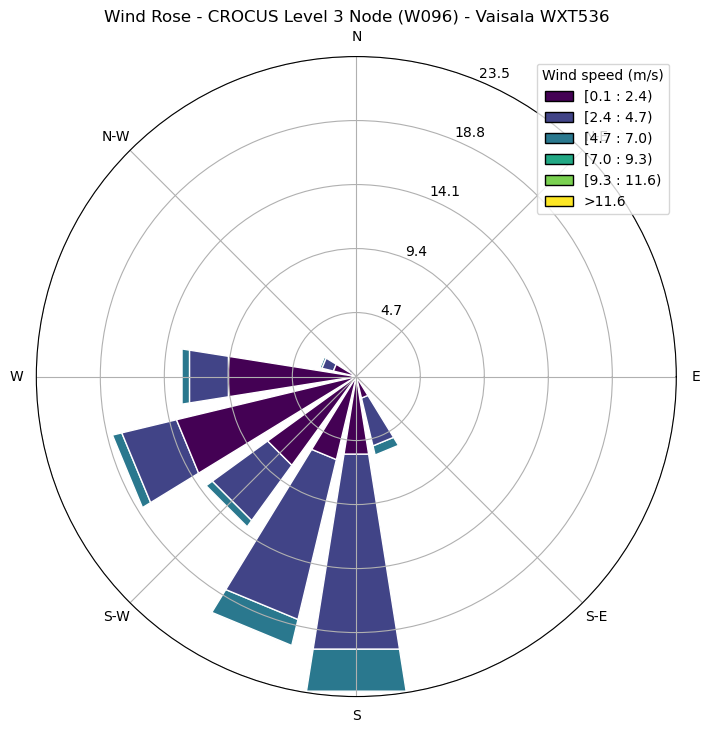 Wind Rose - CROCUS Level 3 Node (W096) - Vaisala WXT536
N
23.5
Wind speed (m/s)
[0.1 : 2.4)
[2.4 : 4.7)
[4.7 : 7.0)
[7.0 : 9.3)
[9.3 : 11.6)
>11.6
N-W
18.8
14.1
9.4
4.7
W
E
S-W
S-E
S